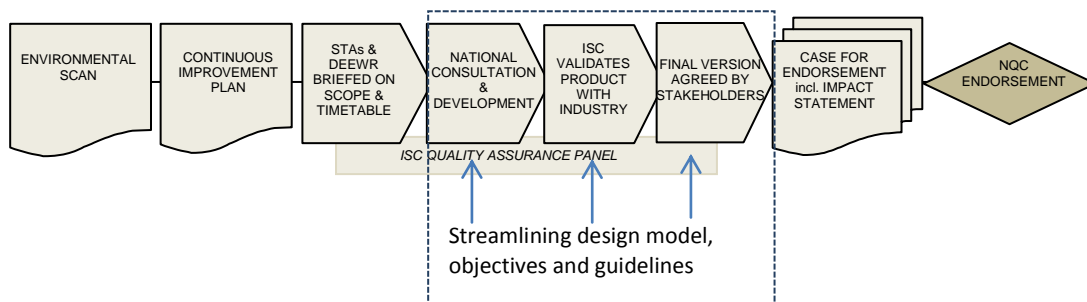 ENVIRONMENTAL
SCAN
CONTINUOUS
IMPROVEMENT
PLAN
STAs &
DEEWR
BRIEFED ON
SCOPE &
TIMETABLE
NATIONAL
CONSULTATION
&
DEVELOPMENT
ISC
VALIDATES
PRODUCT
WITH
INDUSTRY
FINAL VERSION
AGREED BY
STAKEHOLDERS
CASE FOR
ENDORSEMENT
incl. IMPACT
STATEMENT
NQC
ENDORSEMENT
ISC QUALITY ASSURANCE PANEL
Streamlining design model,
objectives and guidelines